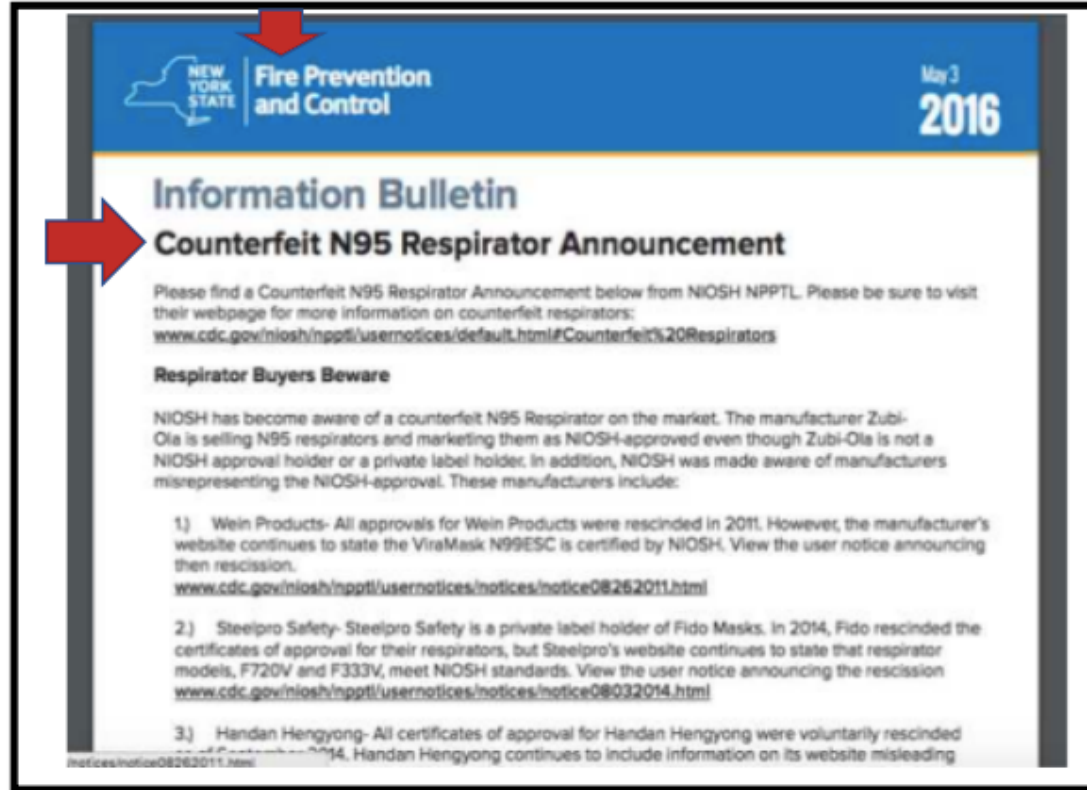 NEW
YORK
STATE
Fire Prevention
and Control
May 3
2016
Information Bulletin
Counterfeit N95 Respirator Announcement
Please find a Counterfeit N95 Respirator Announcement below from NIOSH NPPTL. Please be sure to visit
their webpage for more information on counterfeit respirators:
www.cdc.gov/niosh/npptl/usernotices/default.html#Counterfeit%20Respirators
Respirator Buyers Beware
NIOSH has become aware of a counterfeit N95 Respirator on the market. The manufacturer Zubi-
Ola is selling N95 respirators and marketing them as NIOSH-approved even though Zubi-Ola is not a
NIOSH approval holder or a private label holder. In addition, NIOSH was made aware of manufacturers
misrepresenting the NIOSH-approval. These manufacturers include:
1.) Wein Products- All approvals for Wein Products were rescinded in 2011. However, the manufacturer's
website continues to state the ViraMask N99ESC is certified by NIOSH. View the user notice announcing
then rescission.
www.cdc.gov/niosh/npptl/usernotices/notices/notice08262011.html
2.) Steelpro Safety- Steelpro Safety is a private label holder of Fido Masks. In 2014, Fido rescinded the
certificates of approval for their respirators, but Steelpro's website continues to state that respirator
models, F720V and F333V, meet NIOSH standards. View the user notice announcing the rescission
www.cdc.gov/niosh/npptl/usernotices/notices/notice08032014.html
3.) Handan Hengyong- All certificates of approval for Handan Hengyong were voluntarily rescinded
14. Handan Hengyong continues to include information on its website misleading
/notices/notice08262011.html